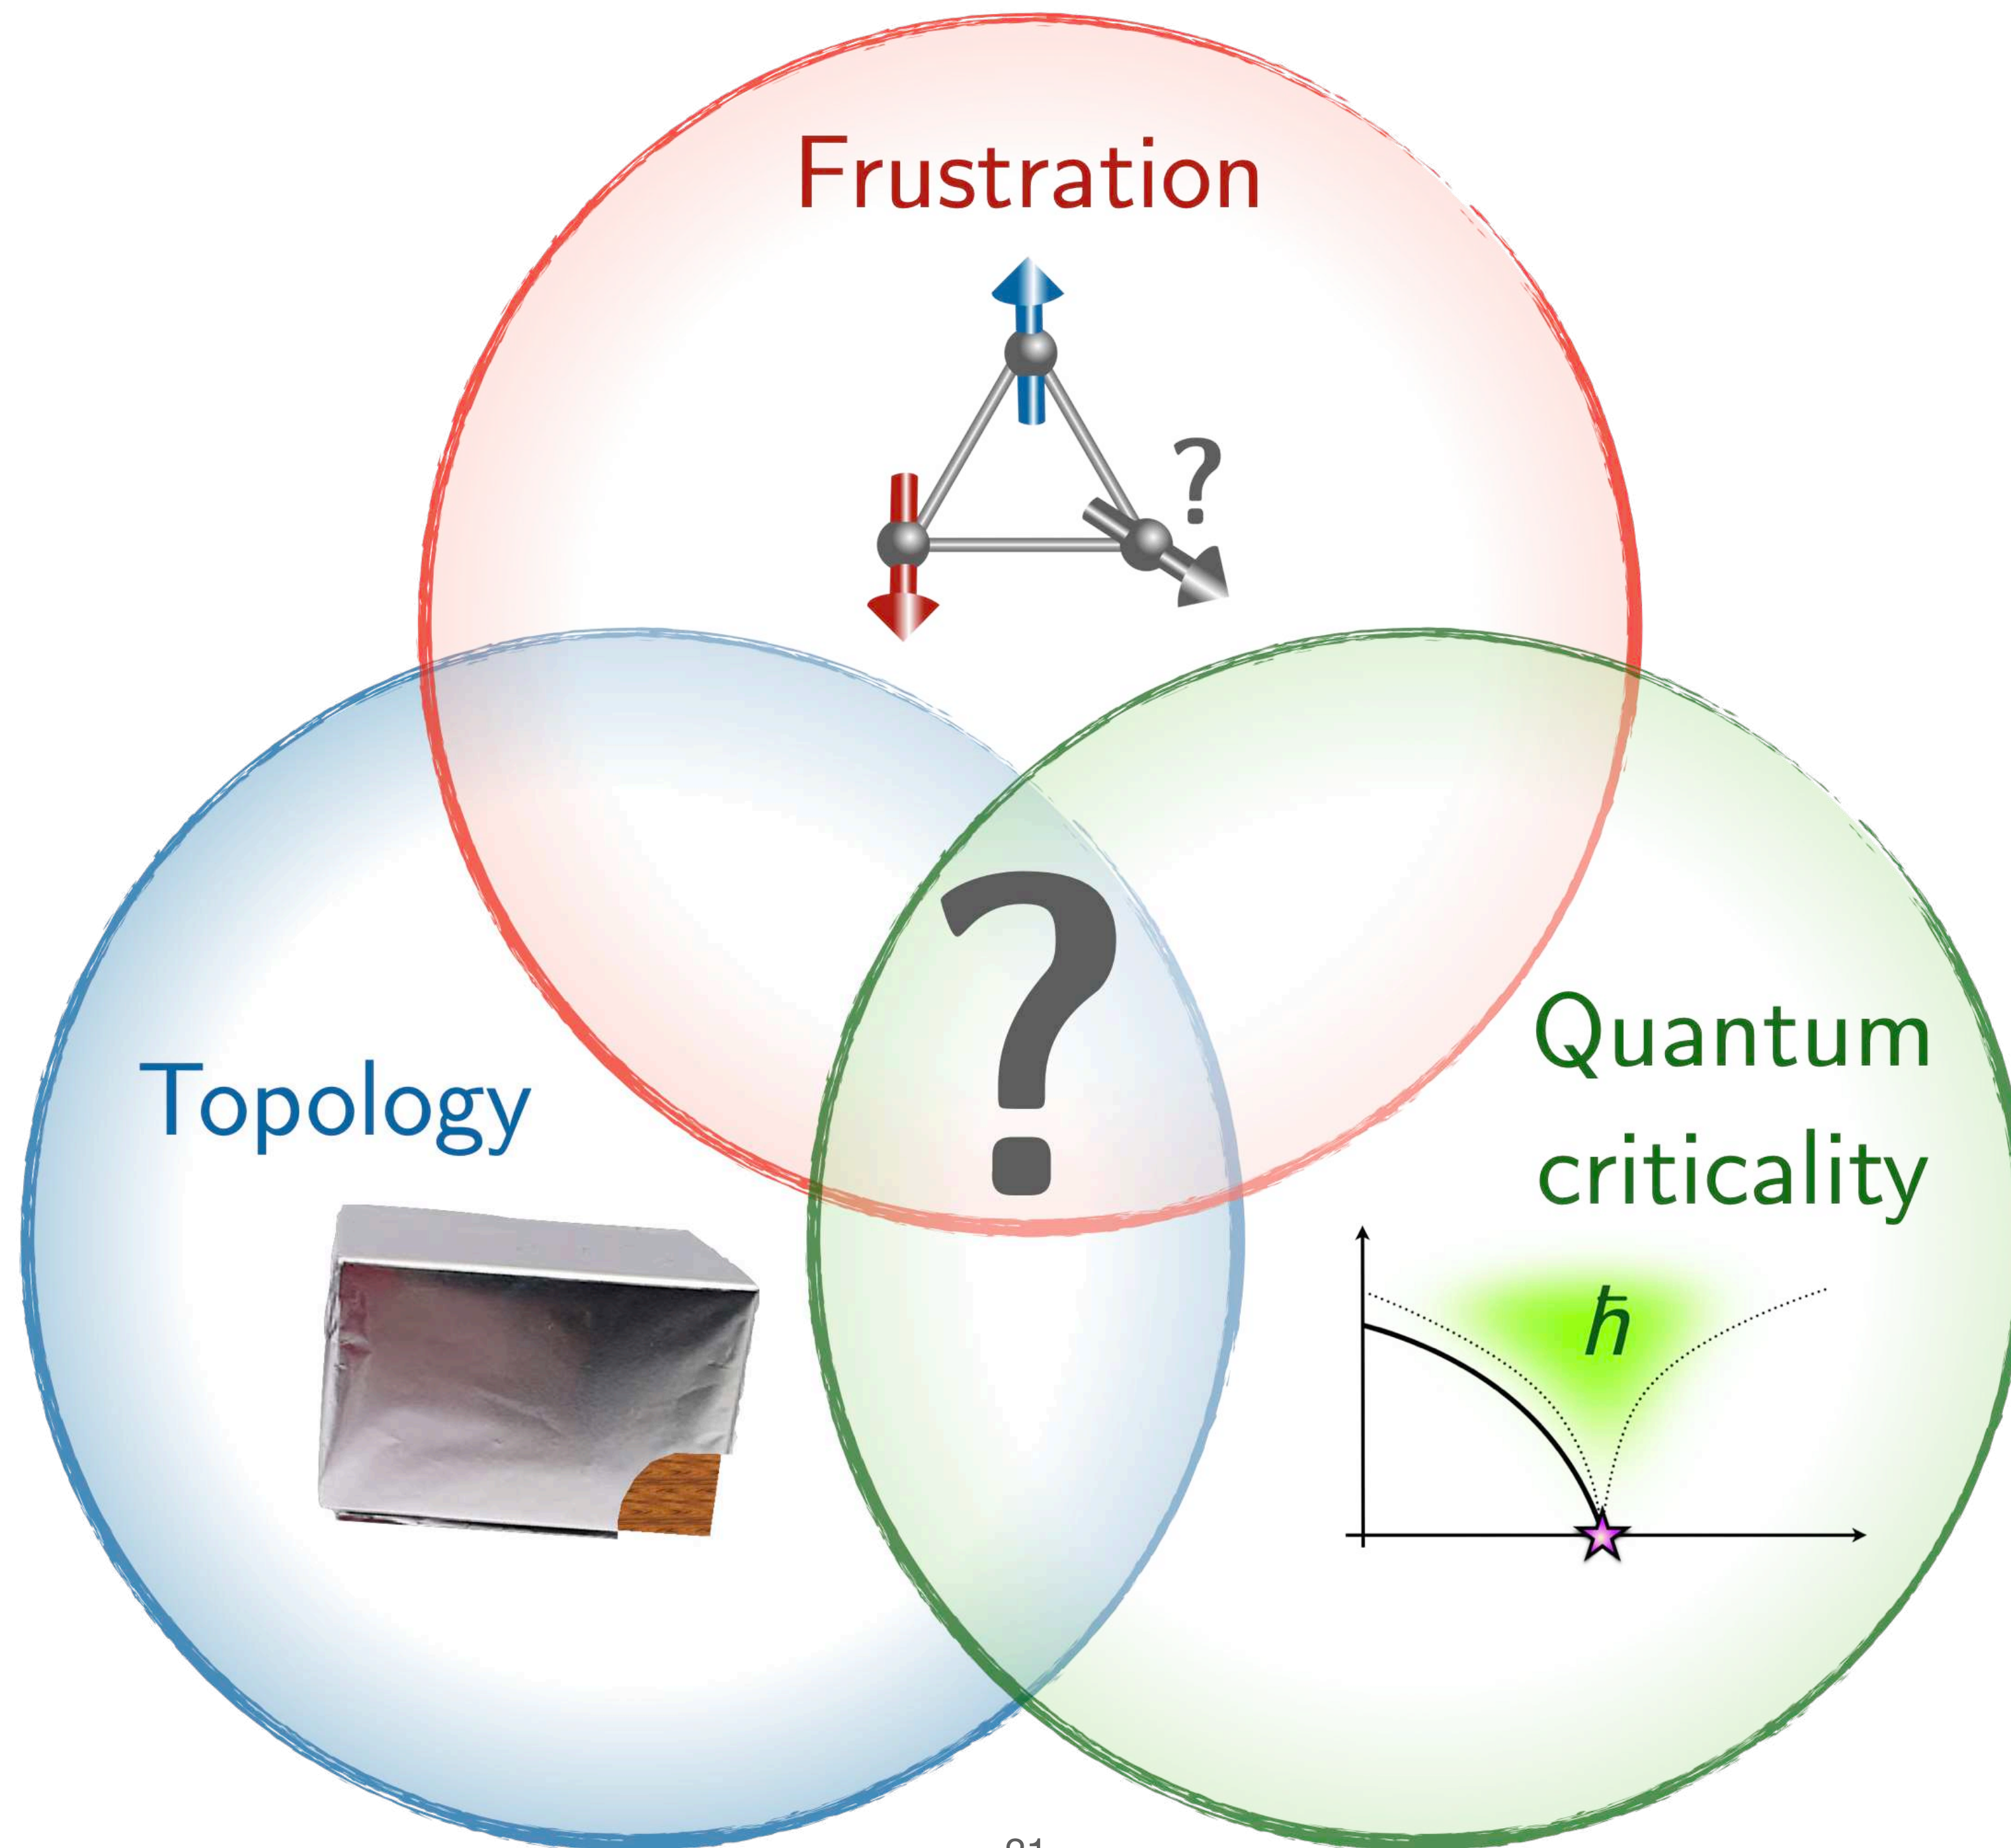 Frustration
?
?
Topology
Quantum
criticality
ħ